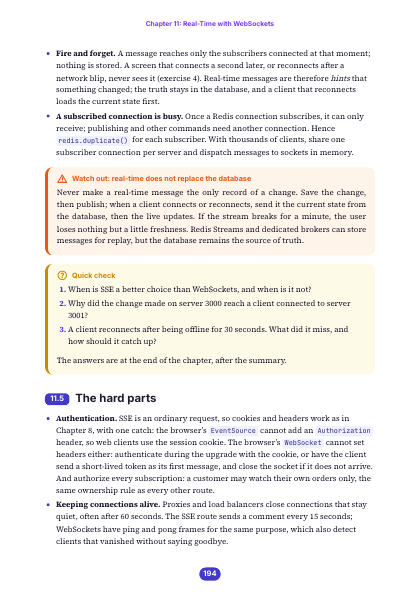 Chapter 11: Real-Time with WebSockets
• Fire and forget. A message reaches only the subscribers connected at that moment;
nothing is stored. A screen that connects a second later, or reconnects after a
network blip, never sees it (exercise 4). Real-time messages are therefore hints that
something changed; the truth stays in the database, and a client that reconnects
loads the current state first.
• A subscribed connection is busy. Once a Redis connection subscribes, it can only
receive; publishing and other commands need another connection. Hence
redis.duplicate() for each subscriber. With thousands of clients, share one
subscriber connection per server and dispatch messages to sockets in memory.
Watch out: real-time does not replace the database
Never make a real-time message the only record of a change. Save the change,
then publish; when a client connects or reconnects, send it the current state from
the database, then the live updates. If the stream breaks for a minute, the user
loses nothing but a little freshness. Redis Streams and dedicated brokers can store
messages for replay, but the database remains the source of truth.
Quick check
1. When is SSE a better choice than WebSockets, and when is it not?
2. Why did the change made on server 3000 reach a client connected to server
3001?
3. A client reconnects after being offline for 30 seconds. What did it miss, and
how should it catch up?
The answers are at the end of the chapter, after the summary.
11.5 The hard parts
• Authentication. SSE is an ordinary request, so cookies and headers work as in
Chapter 8, with one catch: the browser's EventSource cannot add an Authorization
header, so web clients use the session cookie. The browser's WebSocket cannot set
headers either: authenticate during the upgrade with the cookie, or have the client
send a short-lived token as its first message, and close the socket if it does not arrive.
And authorize every subscription: a customer may watch their own orders only, the
same ownership rule as every other route.
• Keeping connections alive. Proxies and load balancers close connections that stay
quiet, often after 60 seconds. The SSE route sends a comment every 15 seconds;
WebSockets have ping and pong frames for the same purpose, which also detect
clients that vanished without saying goodbye.
194